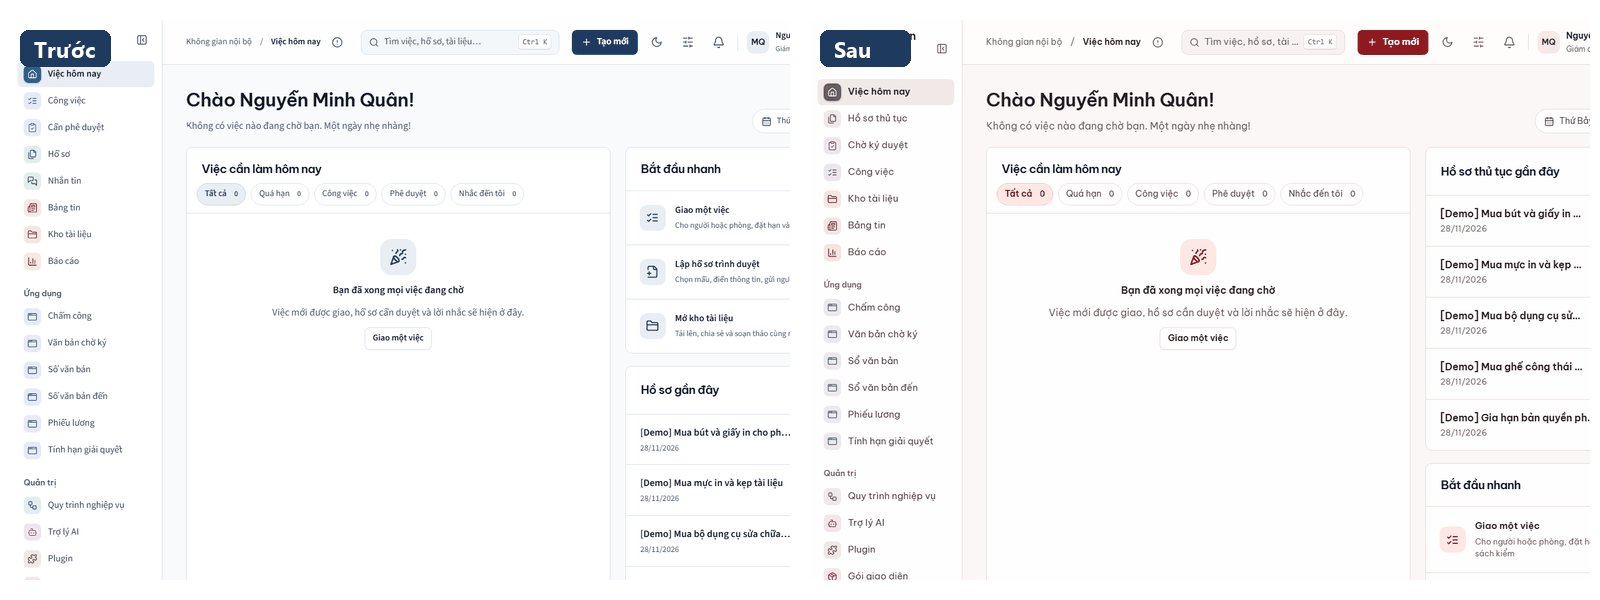 Trước
Không gian nội bộ / Việc hôm nay
Tìm việc, hồ sơ, tài liệu...
Ctrl K
Tạo mới
MQ
Việc hôm nay
Công việc
Cần phê duyệt
Hồ sơ
Nhắn tin
Bảng tin
Kho tài liệu
Báo cáo
Ứng dụng
Chấm công
Văn bản chờ ký
Sổ văn bản
Sổ văn bản đến
Phiếu lương
Tính hạn giải quyết
Quản trị
Quy trình nghiệp vụ
Trợ lý AI
Plugin
Chào Nguyễn Minh Quân!
Không có việc nào đang chờ bạn. Một ngày nhẹ nhàng!
Việc cần làm hôm nay
Tất cả 0
Quá hạn 0
Công việc 0
Phê duyệt 0
Nhắc đến tôi 0
Bạn đã xong mọi việc đang chờ
Việc mới được giao, hồ sơ cần duyệt và lời nhắc sẽ hiện ở đây.
Giao một việc
Bắt đầu nhanh
Giao một việc
Cho người hoặc phòng, đặt hạn và
Lập hồ sơ trình duyệt
Chọn mẫu, điền thông tin, gửi
Mở kho tài liệu
Tải lên, chia sẻ và soạn thảo cùng
Hồ sơ gần đây
[Demo] Mua bút và giấy in cho ph...
28/11/2026
[Demo] Mua mực in và kẹp tài liệu
28/11/2026
[Demo] Mua bộ dụng cụ sửa chữa...
28/11/2026
Sau
Không gian nội bộ / Việc hôm nay
Tìm việc, hồ sơ, tài ...
Ctrl K
Tạo mới
MQ
Việc hôm nay
Hồ sơ thủ tục
Chờ ký duyệt
Công việc
Kho tài liệu
Bảng tin
Báo cáo
Ứng dụng
Chấm công
Văn bản chờ ký
Sổ văn bản
Sổ văn bản đến
Phiếu lương
Tính hạn giải quyết
Quản trị
Quy trình nghiệp vụ
Trợ lý AI
Plugin
Gói giao diện
Chào Nguyễn Minh Quân!
Không có việc nào đang chờ bạn. Một ngày nhẹ nhàng!
Thứ Bảy
Việc cần làm hôm nay
Tất cả 0
Quá hạn 0
Công việc 0
Phê duyệt 0
Nhắc đến tôi 0
Bạn đã xong mọi việc đang chờ
Việc mới được giao, hồ sơ cần duyệt và lời nhắc sẽ hiện ở đây.
Giao một việc
Hồ sơ thủ tục gần đây
[Demo] Mua bút và giấy in ...
28/11/2026
[Demo] Mua mực in và kẹp ...
28/11/2026
[Demo] Mua bộ dụng cụ sử...
28/11/2026
[Demo] Mua ghế công thái ...
28/11/2026
[Demo] Gia hạn bản quyền ph...
28/11/2026
Bắt đầu nhanh
Giao một việc
Cho người hoặc phòng, đặt
sách kiểm